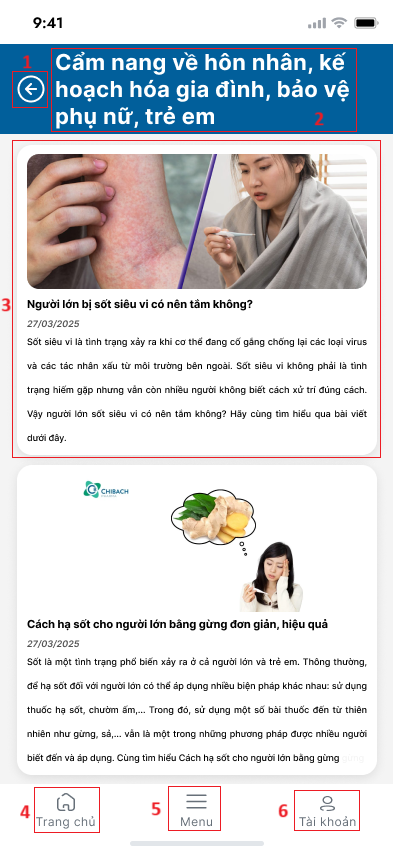 9:41
1
Cẩm nang về hôn nhân, kế
hoạch hóa gia đình, bảo vệ
phụ nữ, trẻ em
2
3
Người lớn bị sốt siêu vi có nên tắm không?
27/03/2025
Sốt siêu vi là tình trạng xảy ra khi cơ thể đang cố gắng chống lại các loại virus
và các tác nhân xấu từ môi trường bên ngoài. Sốt siêu vi không phải là tình
trạng hiếm gặp nhưng vẫn còn nhiều người không biết cách xử trí đúng cách.
Vậy người lớn sốt siêu vi có nên tắm không? Hãy cùng tìm hiểu qua bài viết
dưới đây.
CHIBACH
Cách hạ sốt cho người lớn bằng gừng đơn giản, hiệu quả
27/03/2025
Sốt là một tình trạng phổ biến xảy ra ở cả người lớn và trẻ em. Thông thường,
để hạ sốt đối với người lớn có thể áp dụng nhiều biện pháp khác nhau: sử dụng
thuốc hạ sốt, chườm ấm,... Trong đó, sử dụng một số bài thuốc đến từ thiên
nhiên như gừng, sả,... vẫn là một trong những phương pháp được nhiều người
biết đến và áp dụng. Cùng tìm hiểu Cách hạ sốt cho người lớn bằng gừng
4
Trang chủ
5
Menu
6
Tài khoản